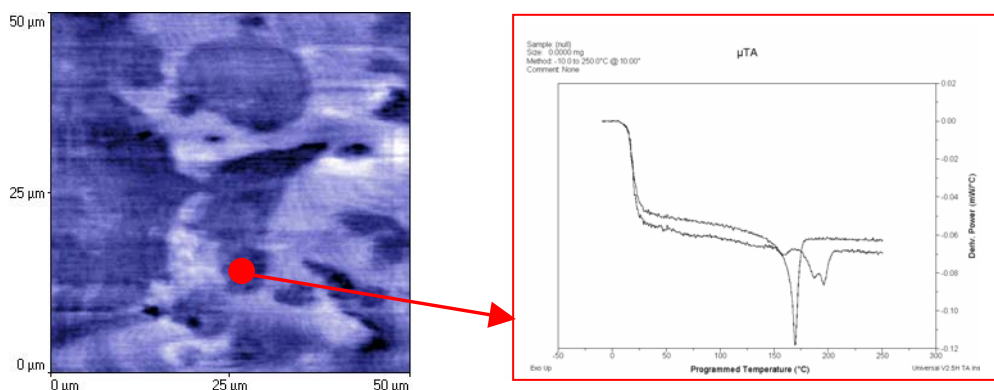 50 µm
25 µm
0 µm
0 um
25 µm
50 µm
Sample: (null)
Size: 0.0000 mg
Method: -10.0 to 250.0°C @ 10.00"
Comment: None
µTA
0.02
0.00
-0.02
-0.04
-0.06
-0.08
-0.10
-0.12
Deriv. Power (mW/°C)
-50
0
50
100
150
200
250
300
Exo Up
Programmed Temperature (°C)
Universal V2.5H TA Ins